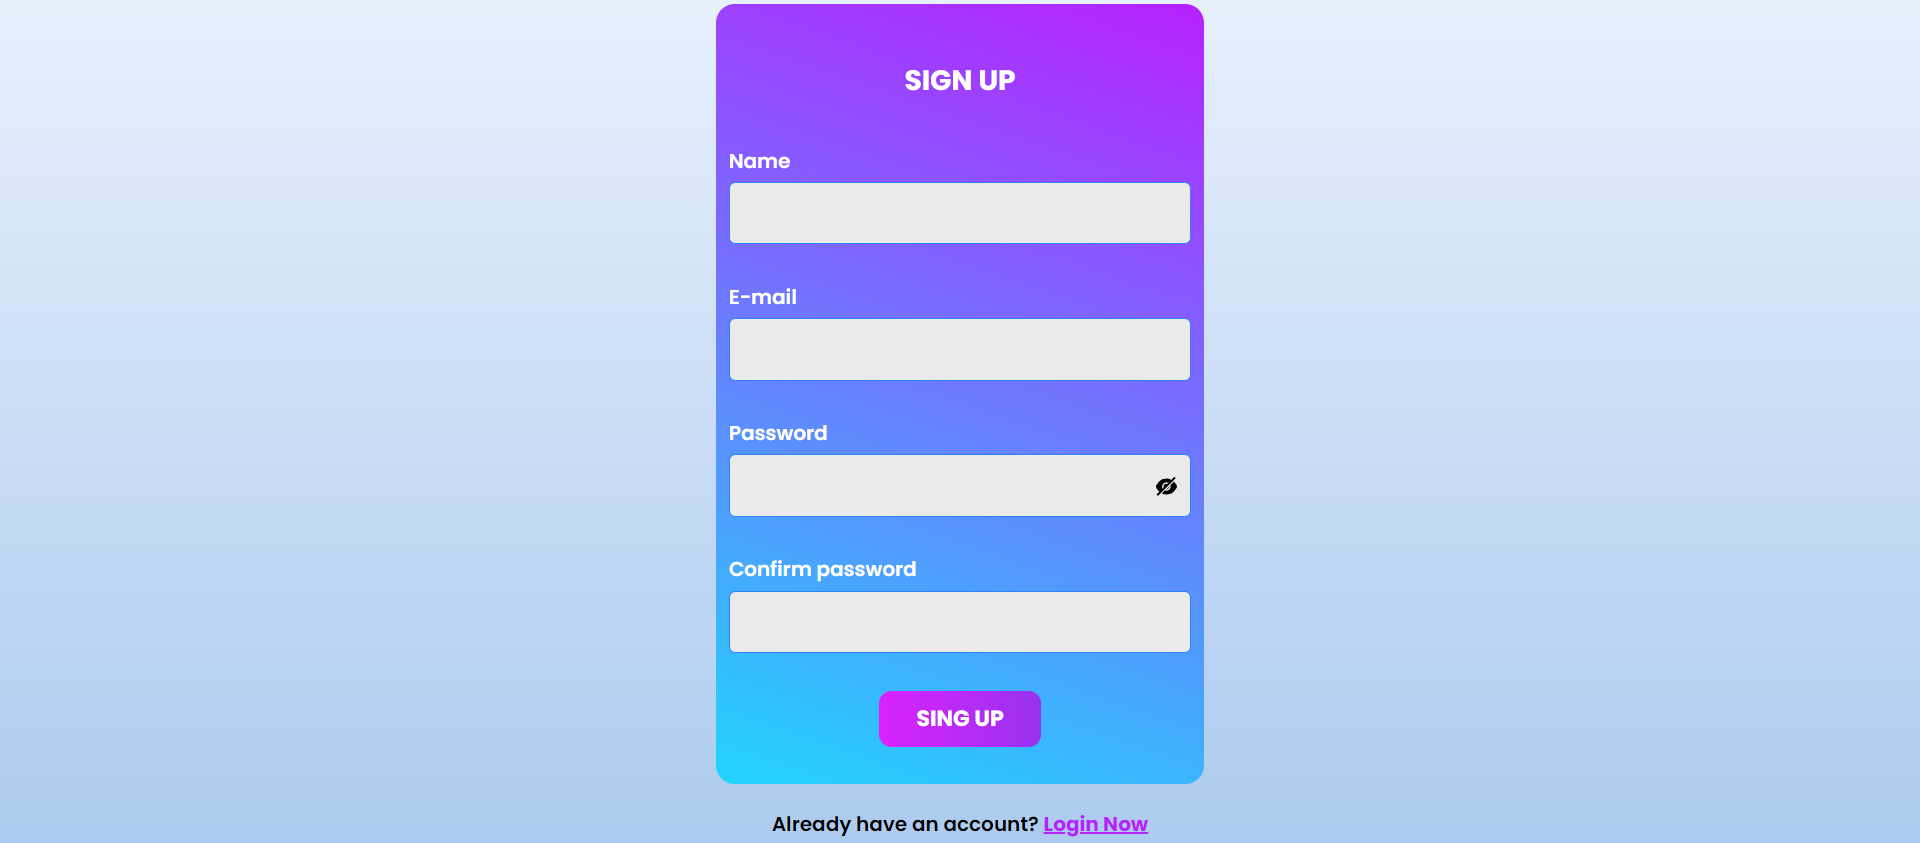 SIGN UP
Name
E-mail
Password
Confirm password
SING UP
Already have an account? Login Now